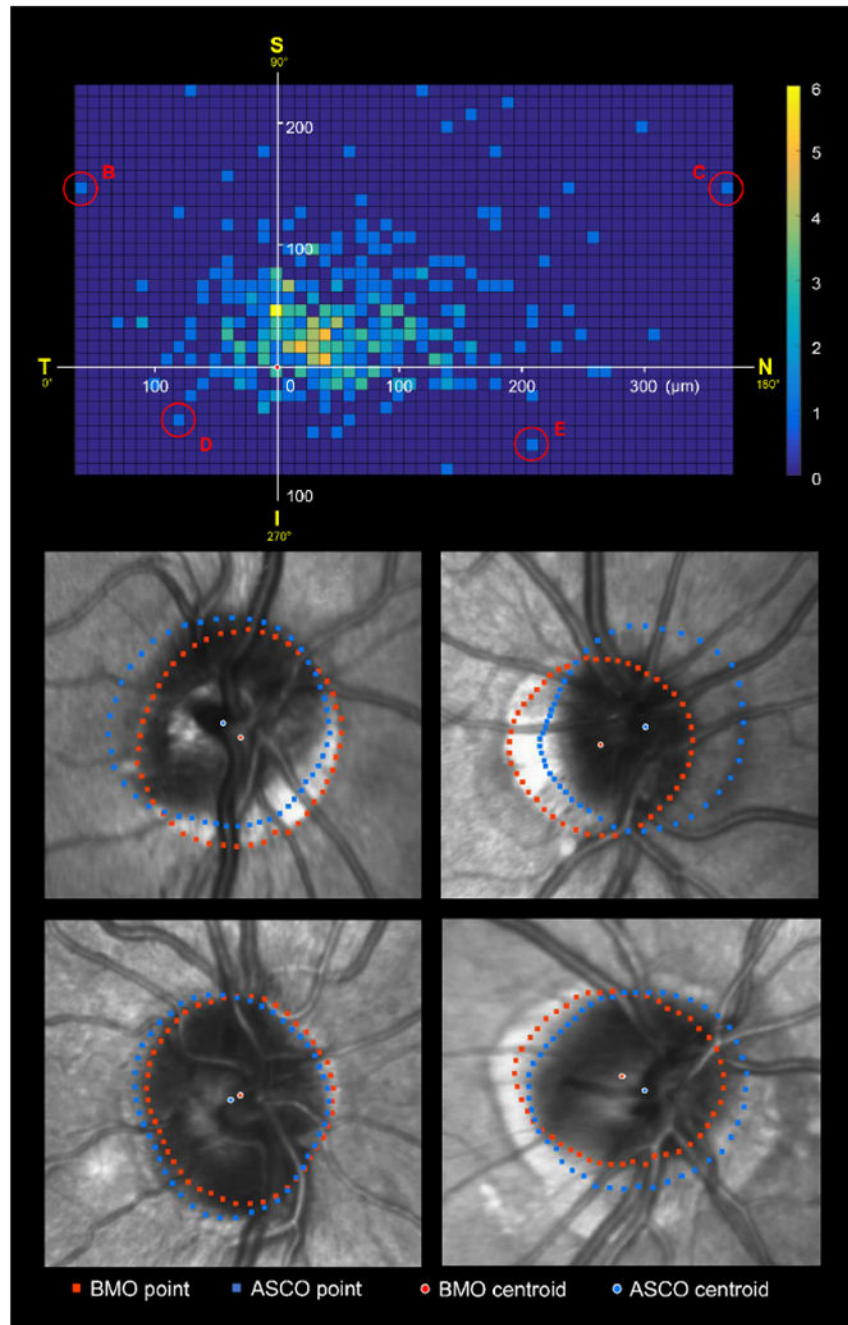 S
90°
6
200
5
B
C
4
100
3
T
0°
100
0
100
200
300 (μm)
N
180°
2
D
E
1
100
0
I
270°
BMO point
ASCO point
BMO centroid
ASCO centroid